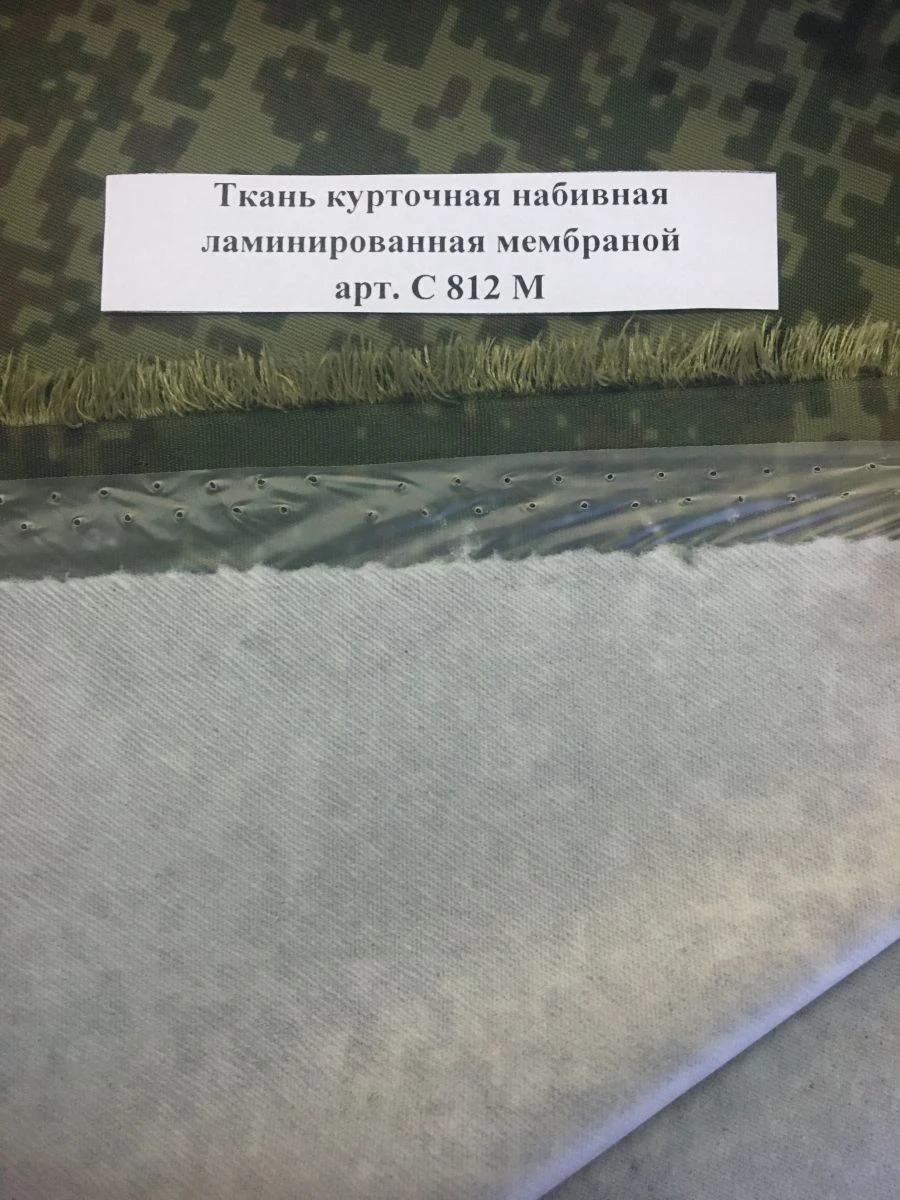 Ткань курточная набивная
ламинированная мембраной
арт. С 812 М